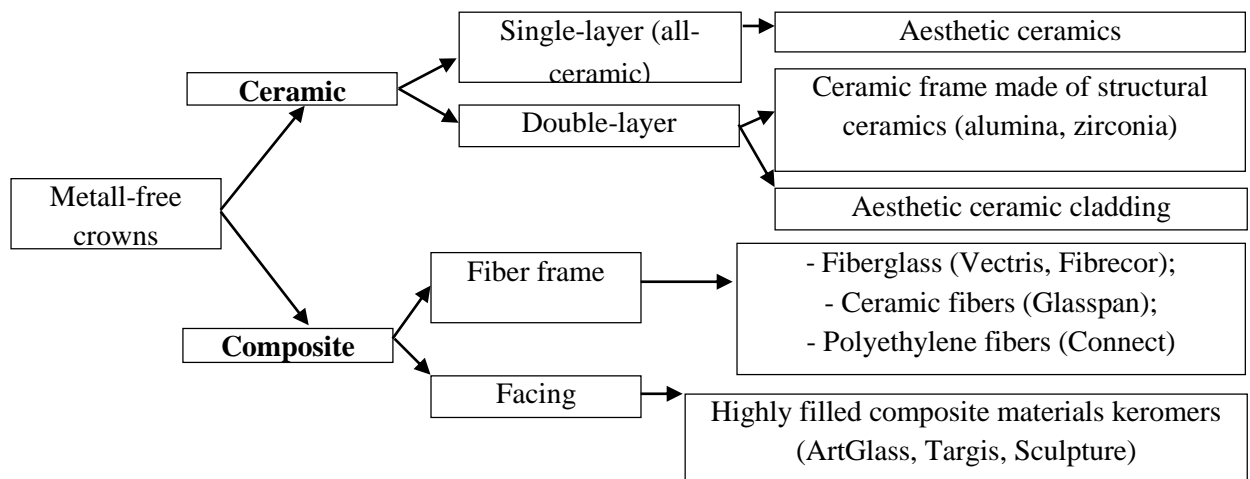 Single-layer (all-
ceramic)
Aesthetic ceramics
Ceramic
Double-layer
Ceramic frame made of structural
ceramics (alumina, zirconia)
Aesthetic ceramic cladding
Metall-free
crowns
Fiber frame
- Fiberglass (Vectris, Fibrecor);
- Ceramic fibers (Glasspan);
- Polyethylene fibers (Connect)
Composite
Facing
Highly filled composite materials keromers
(ArtGlass, Targis, Sculpture)